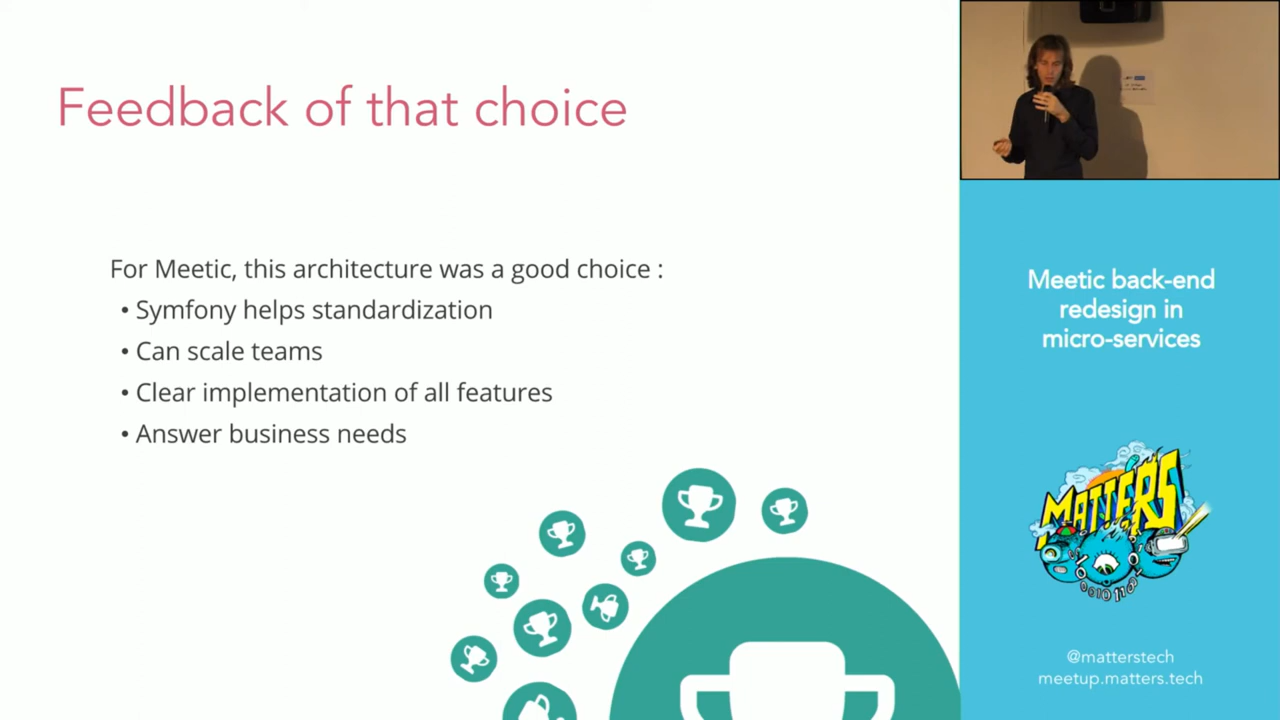 Feedback of that choice
For Meetic, this architecture was a good choice :
• Symfony helps standardization
• Can scale teams
• Clear implementation of all features
• Answer business needs
Meetic back-end
redesign in
micro-services
MATTERS
@matterstech
meetup.matters.tech